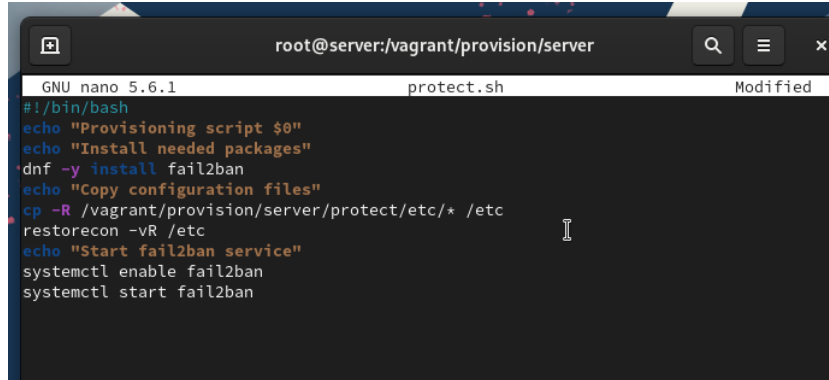 root@server:/vagrant/provision/server
GNU nano 5.6.1 protect.sh Modified
#!/bin/bash
echo "Provisioning script $0"
echo "Install needed packages"
dnf -y install fail2ban
echo "Copy configuration files"
cp -R /vagrant/provision/server/protect/etc/* /etc
restorecon -vR /etc
echo "Start fail2ban service"
systemctl enable fail2ban
systemctl start fail2ban